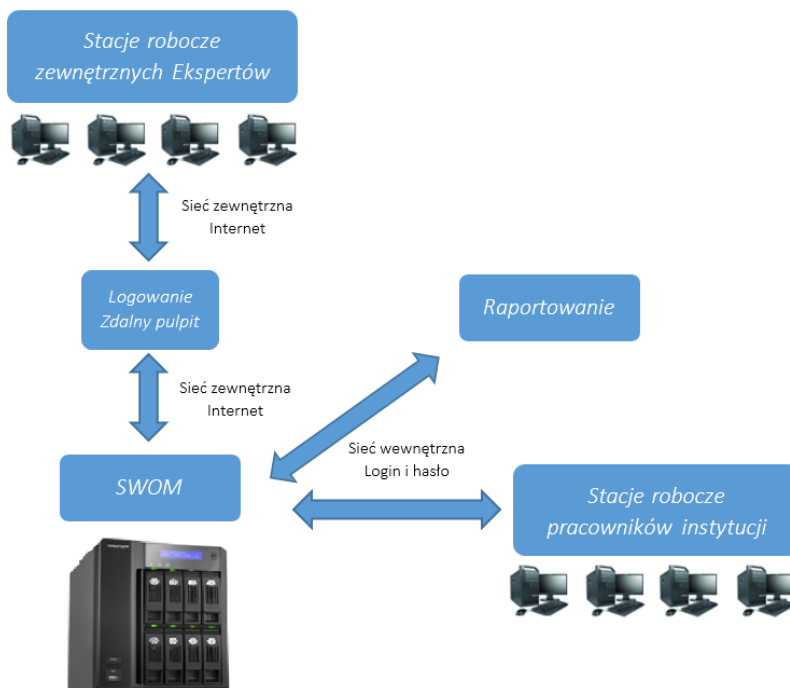 Stacje robocze
zewnętrznych Ekspertów
Sieć zewnętrzna
Internet
Logowanie
Zdalny pulpit
Raportowanie
Sieć zewnętrzna
Internet
Sieć wewnętrzna
Login i hasło
SWOM
Stacje robocze
pracowników instytucji